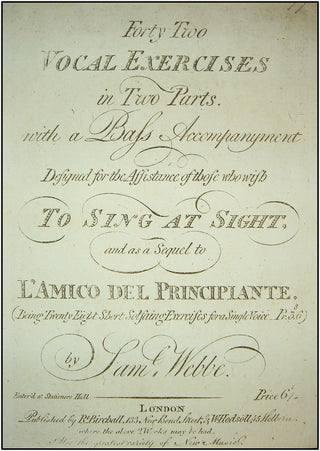 Forty Two
VOCAL EXERCISES
in Two Parts.
with a Baſs Accompanyment
Deſigned for the Aſsistance of thoſe who wiſh
TO SING AT SIGHT,
and as a Sequel to
L'AMICO DEL PRINCIPIANTE.
(Being Twenty Eight Short Solfaing Exerciſes for a Single Voice. Pr. 3.6)
by
Saml. Webbe.
Enter'd at Stationers Hall. Price 6/-
LONDON
Published by Rt. Birchall, 133 New Bond Street, & W. Hodsoll, 45 Holborn.
where the above Works may be had.
Also the greatest variety of New Music.